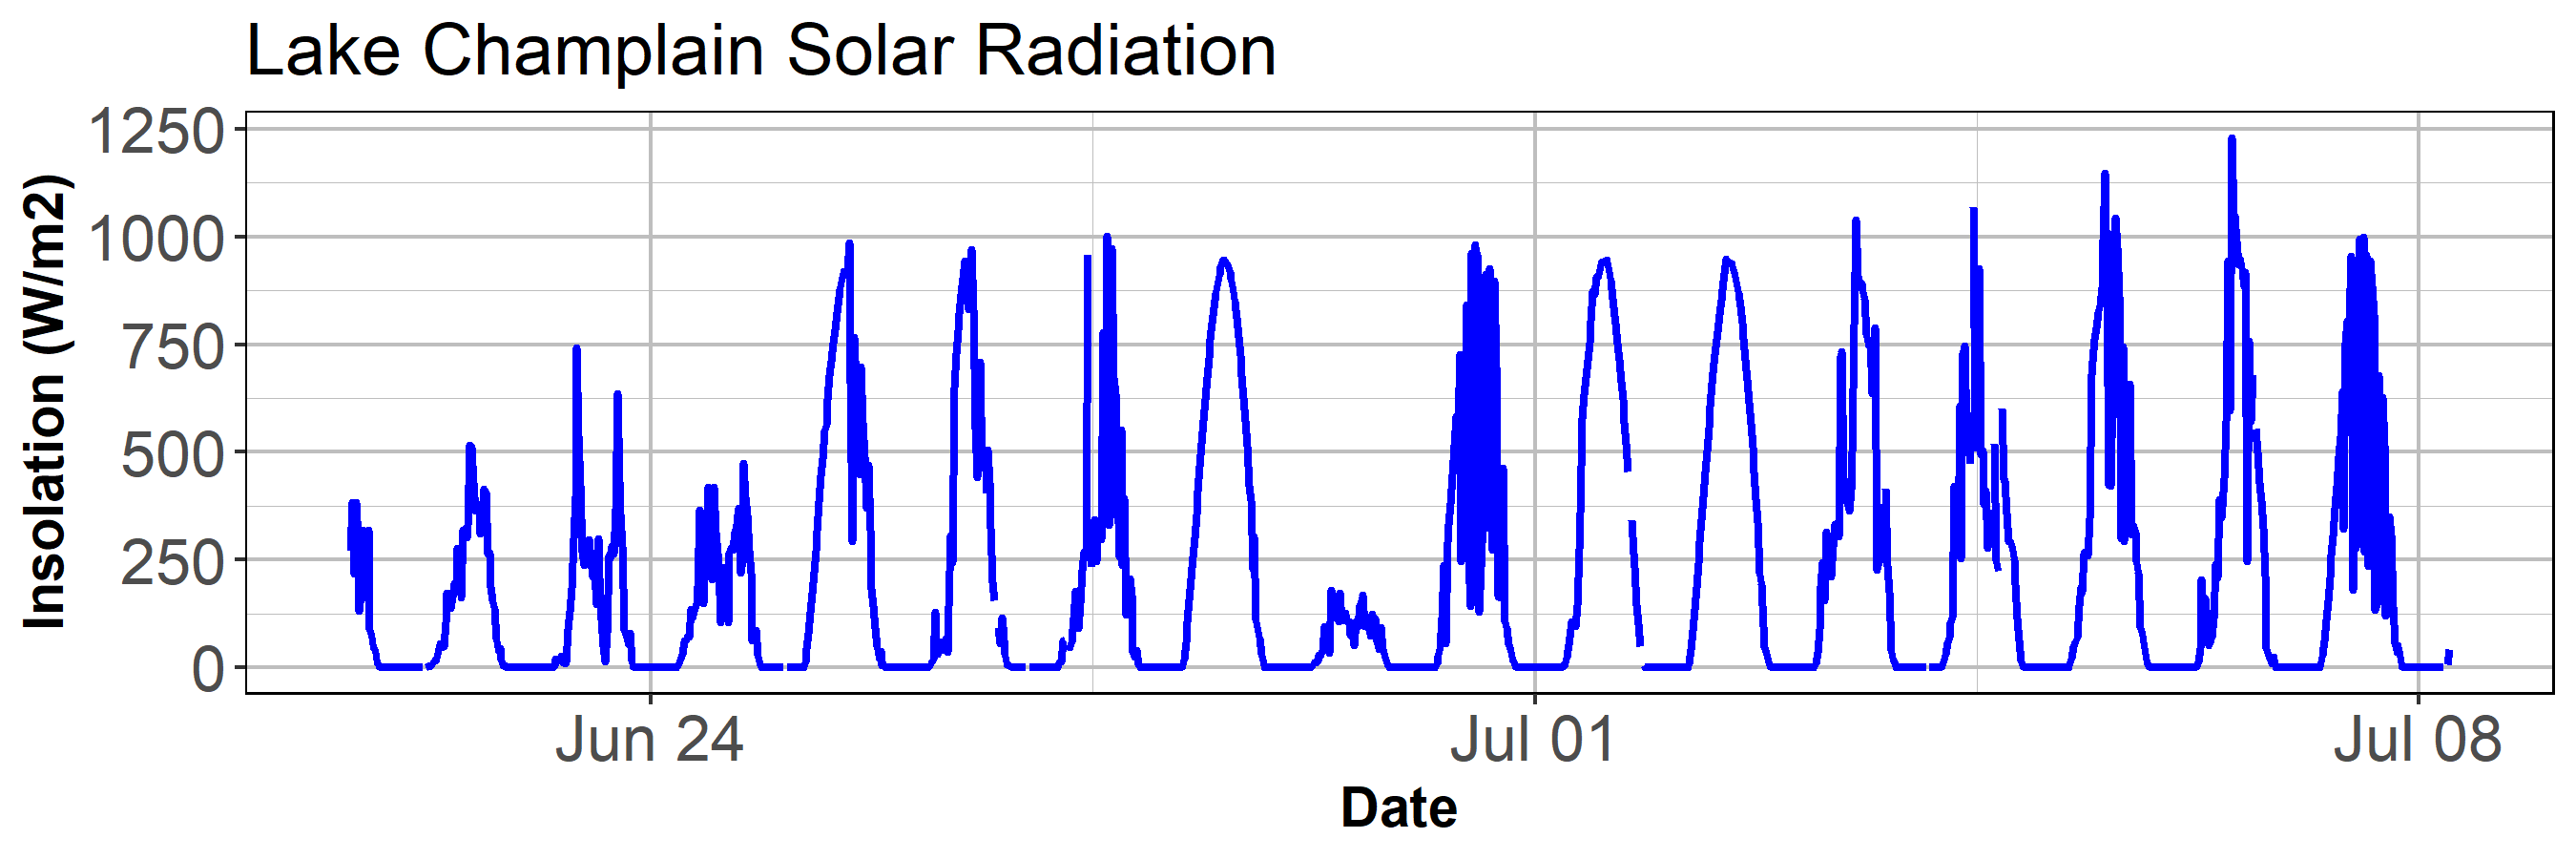 Lake Champlain Solar Radiation
1250
1000
750
500
250
0
Insolation (W/m2)
Jun 24
Jul 01
Jul 08
Date